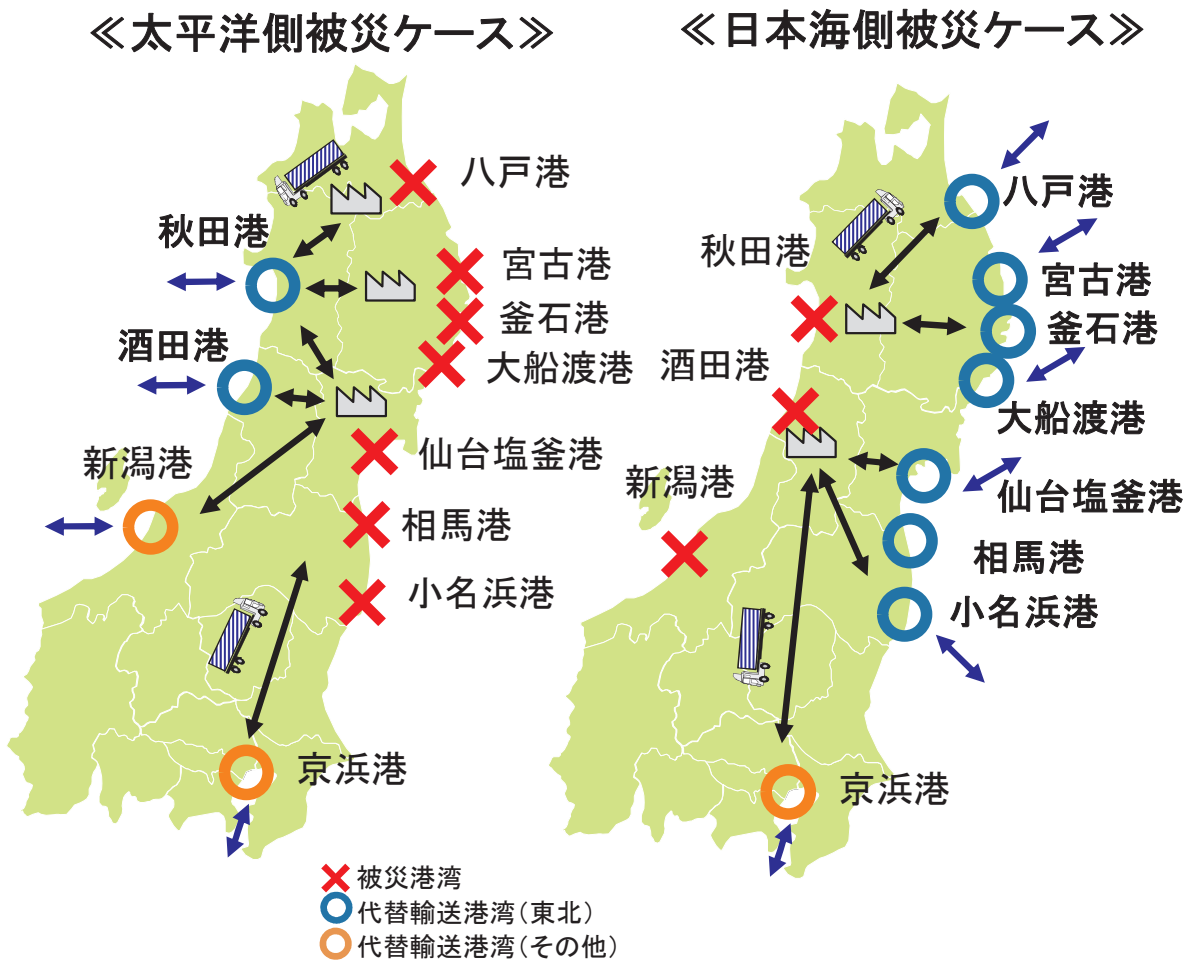 ≪太平洋側被災ケース≫
八戸港
秋田港
宮古港
釜石港
酒田港
大船渡港
新潟港
仙台塩釜港
相馬港
小名浜港
京浜港
≪日本海側被災ケース≫
八戸港
秋田港
宮古港
釜石港
酒田港
大船渡港
新潟港
仙台塩釜港
相馬港
小名浜港
京浜港
被災港湾
代替輸送港湾(東北)
代替輸送港湾(その他)